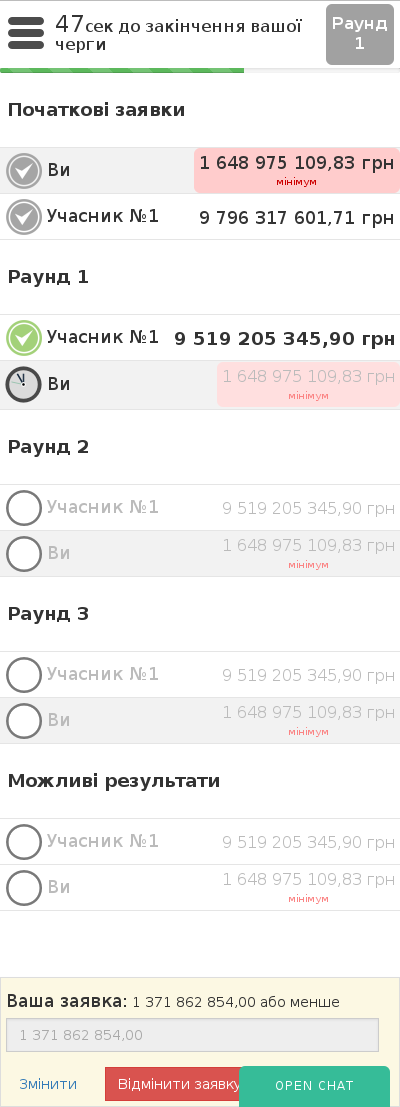 47сек до закінчення вашої
черги
Раунд
1
Початкові заявки
Ви
1 648 975 109,83 грн
мінімум
Учасник №1
9 796 317 601,71 грн
Раунд 1
Учасник №1
9 519 205 345,90 грн
Ви
1 648 975 109,83 грн
мінімум
Раунд 2
Учасник №1
9 519 205 345,90 грн
Ви
1 648 975 109,83 грн
мінімум
Раунд 3
Учасник №1
9 519 205 345,90 грн
Ви
1 648 975 109,83 грн
мінімум
Можливі результати
Учасник №1
9 519 205 345,90 грн
Ви
1 648 975 109,83 грн
мінімум
Ваша заявка: 1 371 862 854,00 або менше
1 371 862 854,00
Змінити
Відмінити заявку
OPEN CHAT